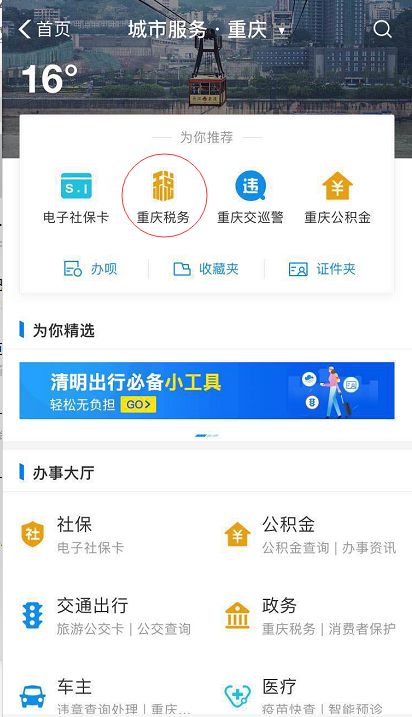 首页
城市服务 · 重庆 ▼
16°
为你推荐
S.I
税
违
¥
电子社保卡
重庆税务
重庆交巡警
重庆公积金
办呗
收藏夹
证件夹
为你精选
清明出行必备小工具
轻松无负担 GO>
办事大厅
社
社保
电子社保卡
¥
公积金
公积金查询 | 办事资讯
交通出行
旅游公交卡 | 公交查询
政务
重庆税务 | 消费者保护
车主
违章查询处理 | 重庆...
医疗
疫苗快查 | 智能预诊